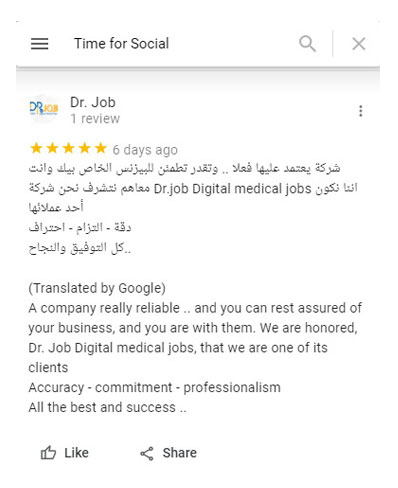 Time for Social
DR JOB
Dr. Job
1 review
6 days ago
شركة يعتمد عليها فعلا .. وتقدر تطمئن للبيزنس الخاص بيك وانت
معاهم نتشرف نحن شركة Dr.job Digital medical jobs اننا نكون
أحد عملائها
دقة - التزام - احتراف
كل التوفيق والنجاح..
(Translated by Google)
A company really reliable .. and you can rest assured of
your business, and you are with them. We are honored,
Dr. Job Digital medical jobs, that we are one of its
clients
Accuracy - commitment - professionalism
All the best and success ..
Like
Share